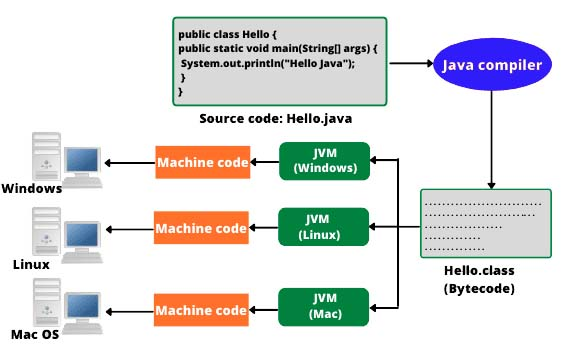 public class Hello {
public static void main(String[] args) {
System.out.println("Hello Java");
}
}
Source code: Hello.java
Java compiler
Windows
Machine code
JVM
(Windows)
Linux
Machine code
JVM
(Linux)
Mac OS
Machine code
JVM
(Mac)
Hello.class
(Bytecode)